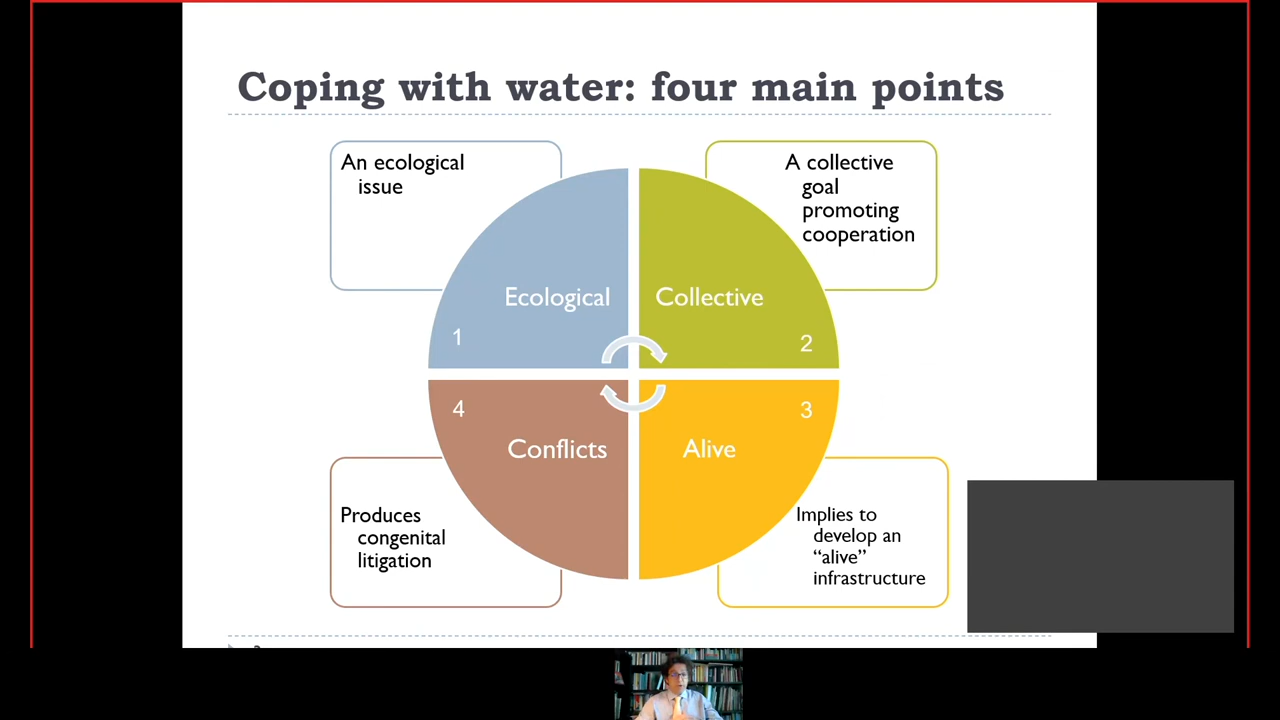 Coping with water: four main points
An ecological
issue
A collective
goal
promoting
cooperation
Ecological
Collective
1
2
4
3
Conflicts
Alive
Produces
congenital
litigation
Implies to
develop an
“alive”
infrastructure